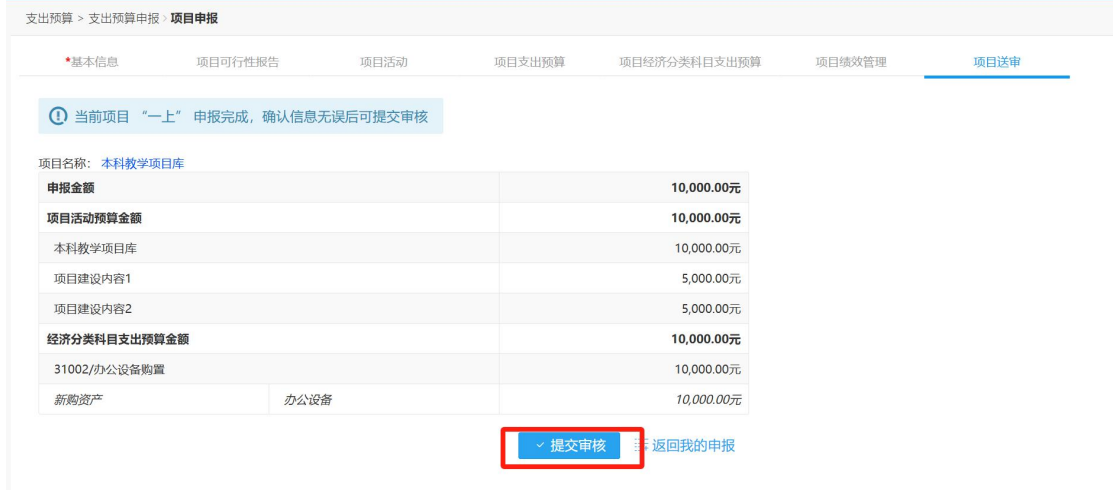 支出预算 > 支出预算申报 > 项目申报
*基本信息 项目可行性报告 项目活动 项目支出预算 项目经济分类科目支出预算 项目绩效管理 项目送审
当前项目 “一上” 申报完成，确认信息无误后可提交审核
项目名称： 本科教学项目库
申报金额 10,000.00元
项目活动预算金额 10,000.00元
本科教学项目库 10,000.00元
项目建设内容1 5,000.00元
项目建设内容2 5,000.00元
经济分类科目支出预算金额 10,000.00元
31002/办公设备购置 10,000.00元
新购资产 办公设备 10,000.00元
提交审核 返回我的申报